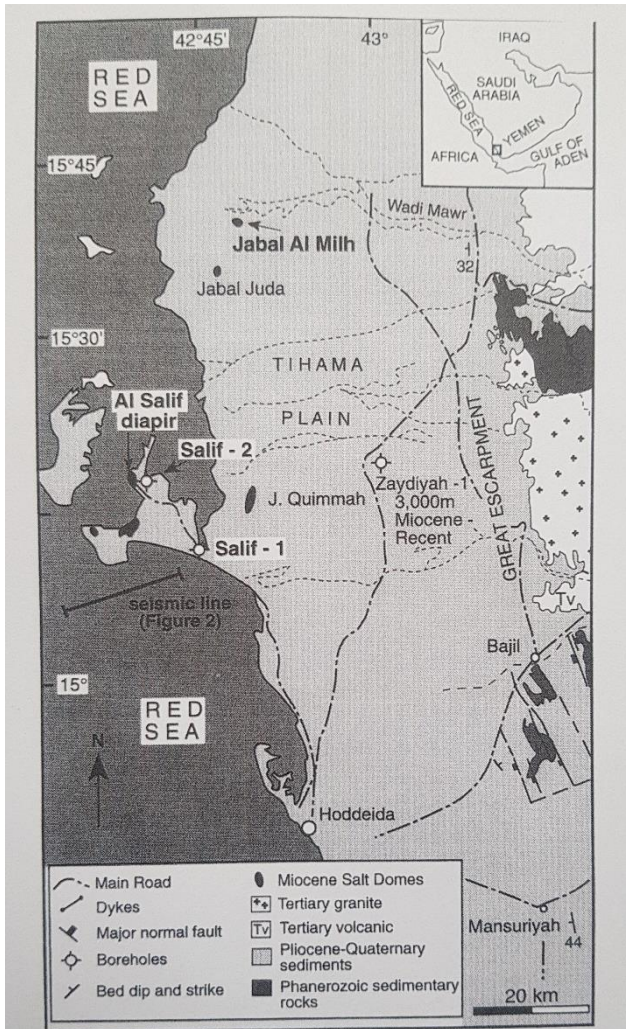 42°45'
43°
RED
SEA
IRAQ
SAUDI
ARABIA
RED SEA
YEMEN
AFRICA
GULF OF
ADEN
15°45'
Wadi Mawr
Jabal Al Milh
32
Jabal Juda
15°30'
TIHAMA
Al Salif
diapir
PLAIN
Salif - 2
GREAT ESCARPMENT
Zaydiyah -1
3,000m
Miocene -
Recent
J. Quimmah
Salif - 1
seismic line
(Figure 2)
Tv
Bajil
15°
RED
SEA
N
Hoddeida
Main Road
Dykes
Major normal fault
Boreholes
Bed dip and strike
Miocene Salt Domes
Tertiary granite
Tv Tertiary volcanic
Pliocene-Quaternary
sediments
Phanerozoic sedimentary
rocks
Mansuriyah
44
20 km